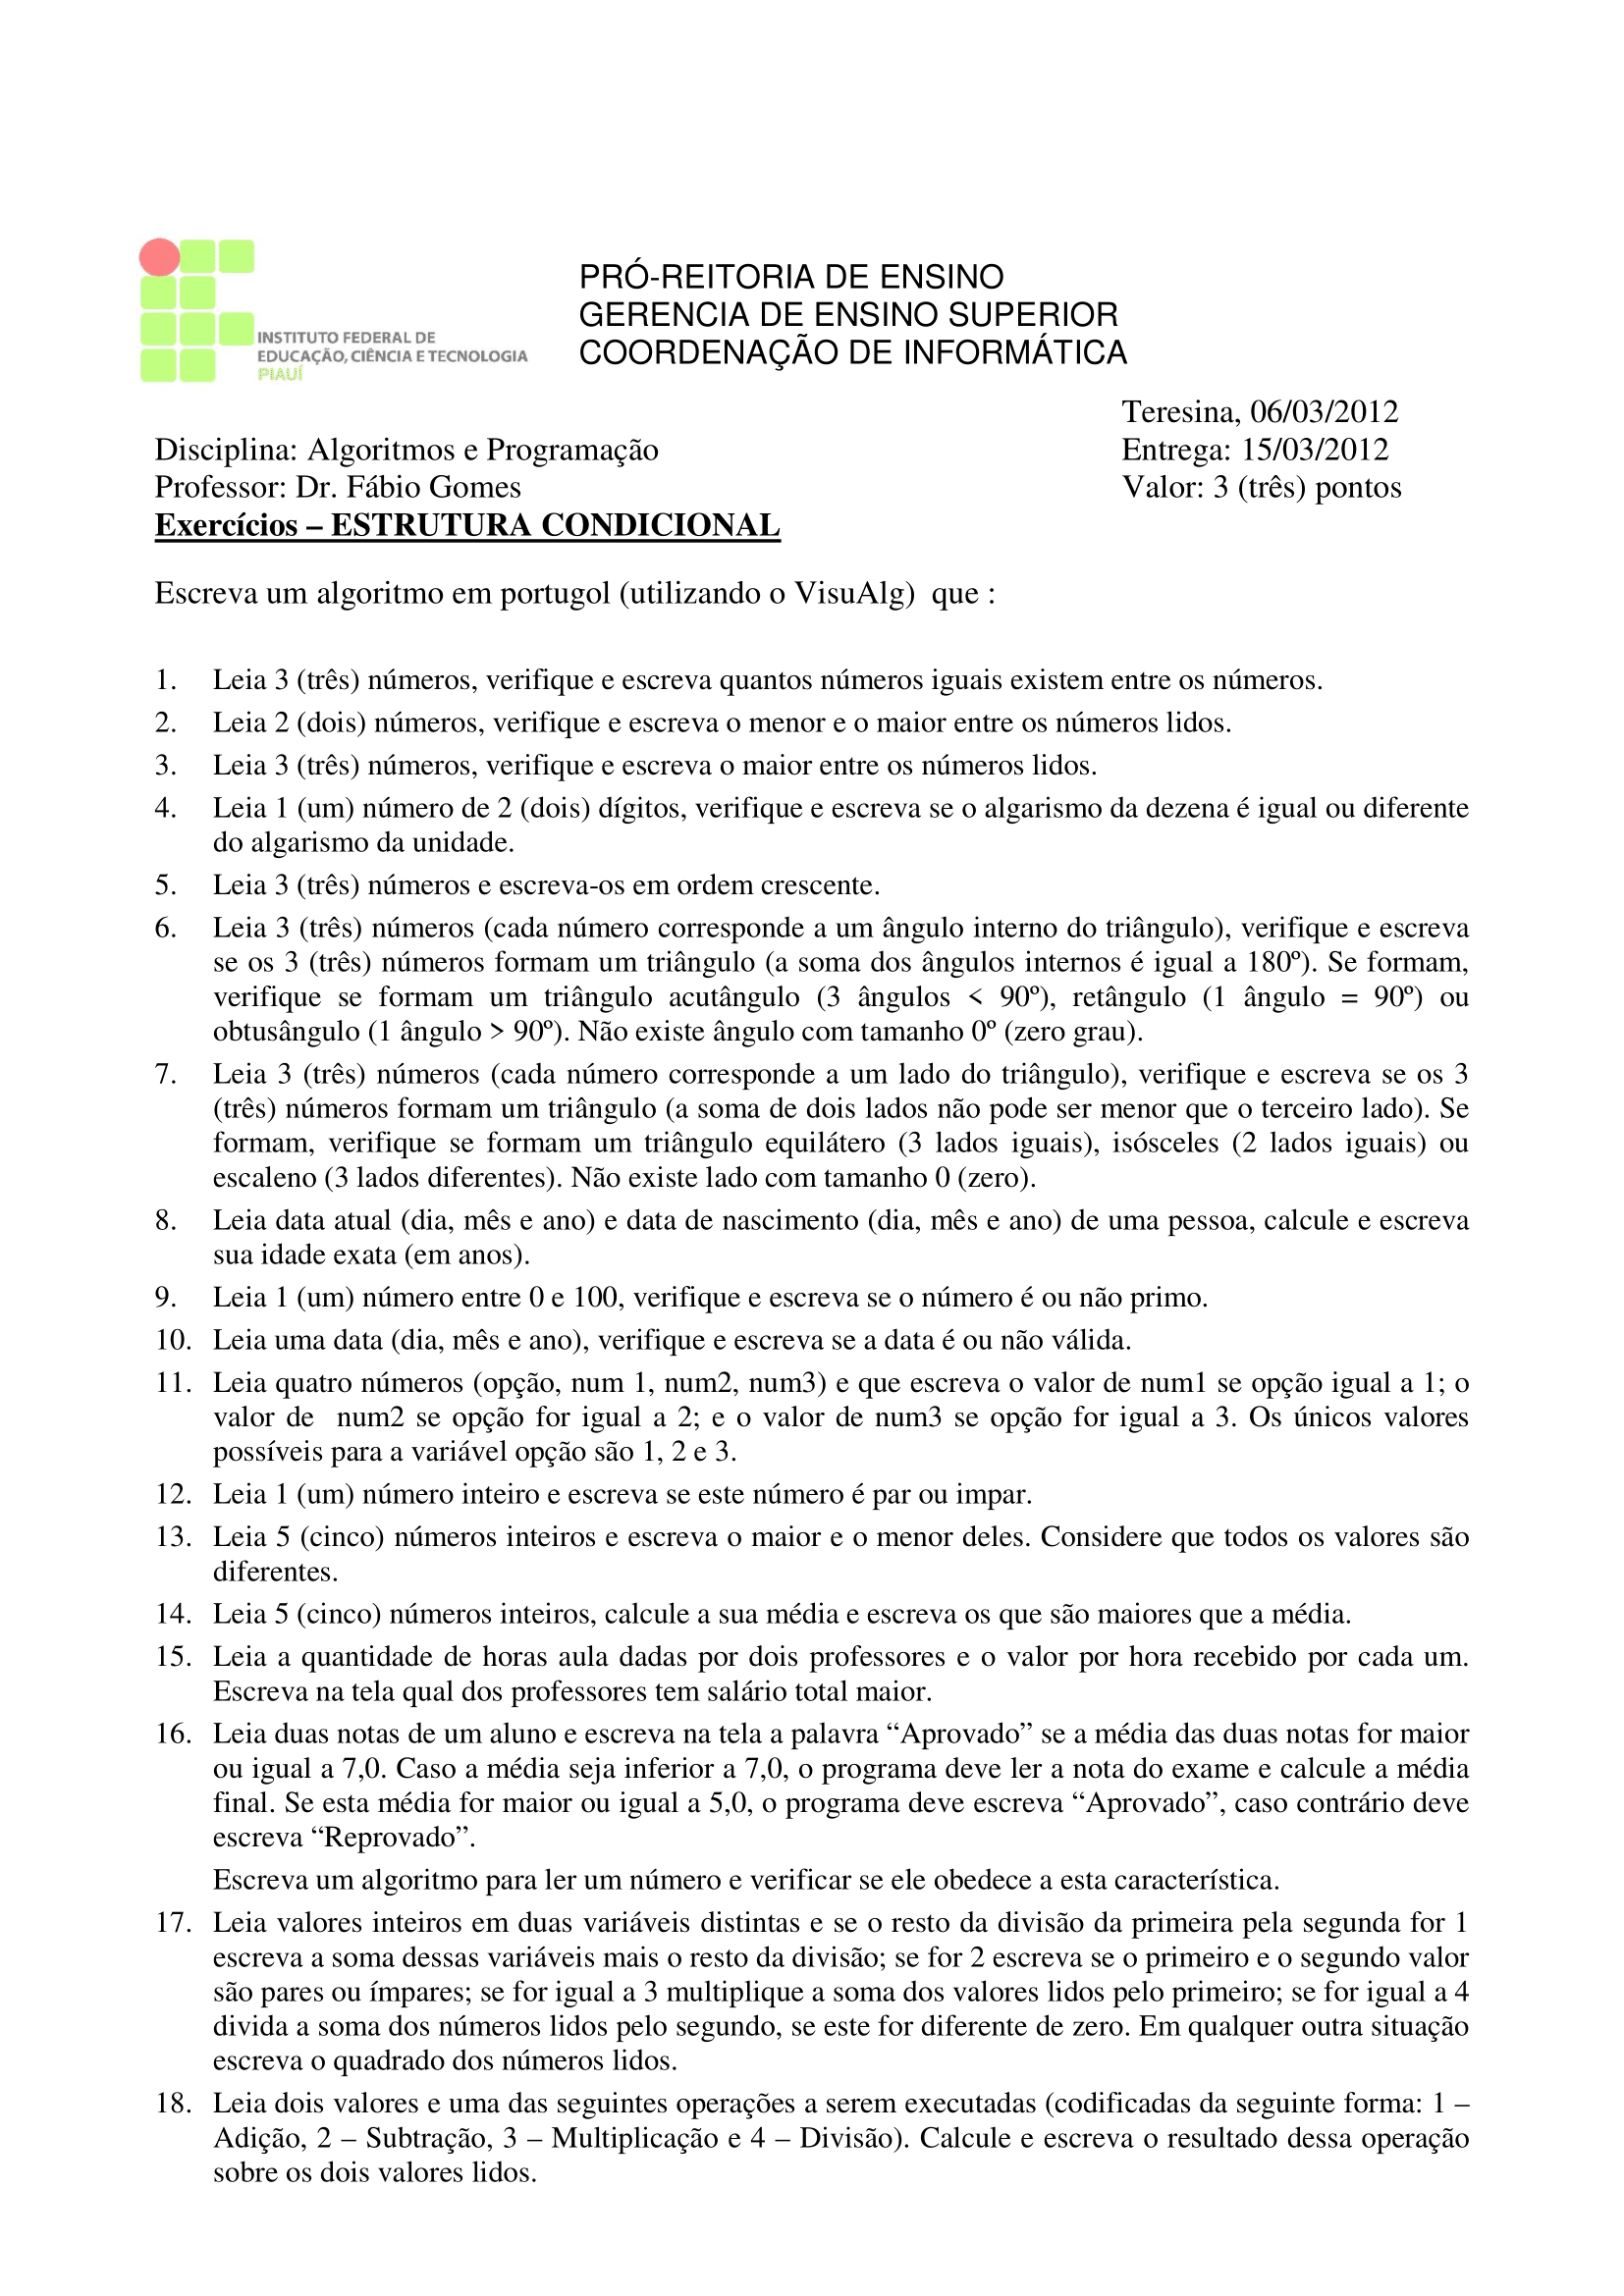 PRÓ-REITORIA DE ENSINO
GERENCIA DE ENSINO SUPERIOR
COORDENAÇÃO DE INFORMÁTICA
INSTITUTO FEDERAL DE
EDUCAÇÃO, CIÊNCIA E TECNOLOGIA
PIAUÍ
Teresina, 06/03/2012
Disciplina: Algoritmos e Programação
Entrega: 15/03/2012
Professor: Dr. Fábio Gomes
Valor: 3 (três) pontos
Exercícios – ESTRUTURA CONDICIONAL
Escreva um algoritmo em portugol (utilizando o VisuAlg)  que :
1. Leia 3 (três) números, verifique e escreva quantos números iguais existem entre os números.
2. Leia 2 (dois) números, verifique e escreva o menor e o maior entre os números lidos.
3. Leia 3 (três) números, verifique e escreva o maior entre os números lidos.
4. Leia 1 (um) número de 2 (dois) dígitos, verifique e escreva se o algarismo da dezena é igual ou diferente
do algarismo da unidade.
5. Leia 3 (três) números e escreva-os em ordem crescente.
6. Leia 3 (três) números (cada número corresponde a um ângulo interno do triângulo), verifique e escreva
se os 3 (três) números formam um triângulo (a soma dos ângulos internos é igual a 180º). Se formam,
verifique se formam um triângulo acutângulo (3 ângulos < 90º), retângulo (1 ângulo = 90º) ou
obtusângulo (1 ângulo > 90º). Não existe ângulo com tamanho 0º (zero grau).
7. Leia 3 (três) números (cada número corresponde a um lado do triângulo), verifique e escreva se os 3
(três) números formam um triângulo (a soma de dois lados não pode ser menor que o terceiro lado). Se
formam, verifique se formam um triângulo equilátero (3 lados iguais), isósceles (2 lados iguais) ou
escaleno (3 lados diferentes). Não existe lado com tamanho 0 (zero).
8. Leia data atual (dia, mês e ano) e data de nascimento (dia, mês e ano) de uma pessoa, calcule e escreva
sua idade exata (em anos).
9. Leia 1 (um) número entre 0 e 100, verifique e escreva se o número é ou não primo.
10. Leia uma data (dia, mês e ano), verifique e escreva se a data é ou não válida.
11. Leia quatro números (opção, num 1, num2, num3) e que escreva o valor de num1 se opção igual a 1; o
valor de  num2 se opção for igual a 2; e o valor de num3 se opção for igual a 3. Os únicos valores
possíveis para a variável opção são 1, 2 e 3.
12. Leia 1 (um) número inteiro e escreva se este número é par ou impar.
13. Leia 5 (cinco) números inteiros e escreva o maior e o menor deles. Considere que todos os valores são
diferentes.
14. Leia 5 (cinco) números inteiros, calcule a sua média e escreva os que são maiores que a média.
15. Leia a quantidade de horas aula dadas por dois professores e o valor por hora recebido por cada um.
Escreva na tela qual dos professores tem salário total maior.
16. Leia duas notas de um aluno e escreva na tela a palavra “Aprovado” se a média das duas notas for maior
ou igual a 7,0. Caso a média seja inferior a 7,0, o programa deve ler a nota do exame e calcule a média
final. Se esta média for maior ou igual a 5,0, o programa deve escreva “Aprovado”, caso contrário deve
escreva “Reprovado”.
Escreva um algoritmo para ler um número e verificar se ele obedece a esta característica.
17. Leia valores inteiros em duas variáveis distintas e se o resto da divisão da primeira pela segunda for 1
escreva a soma dessas variáveis mais o resto da divisão; se for 2 escreva se o primeiro e o segundo valor
são pares ou ímpares; se for igual a 3 multiplique a soma dos valores lidos pelo primeiro; se for igual a 4
divida a soma dos números lidos pelo segundo, se este for diferente de zero. Em qualquer outra situação
escreva o quadrado dos números lidos.
18. Leia dois valores e uma das seguintes operações a serem executadas (codificadas da seguinte forma: 1 –
Adição, 2 – Subtração, 3 – Multiplicação e 4 – Divisão). Calcule e escreva o resultado dessa operação
sobre os dois valores lidos.